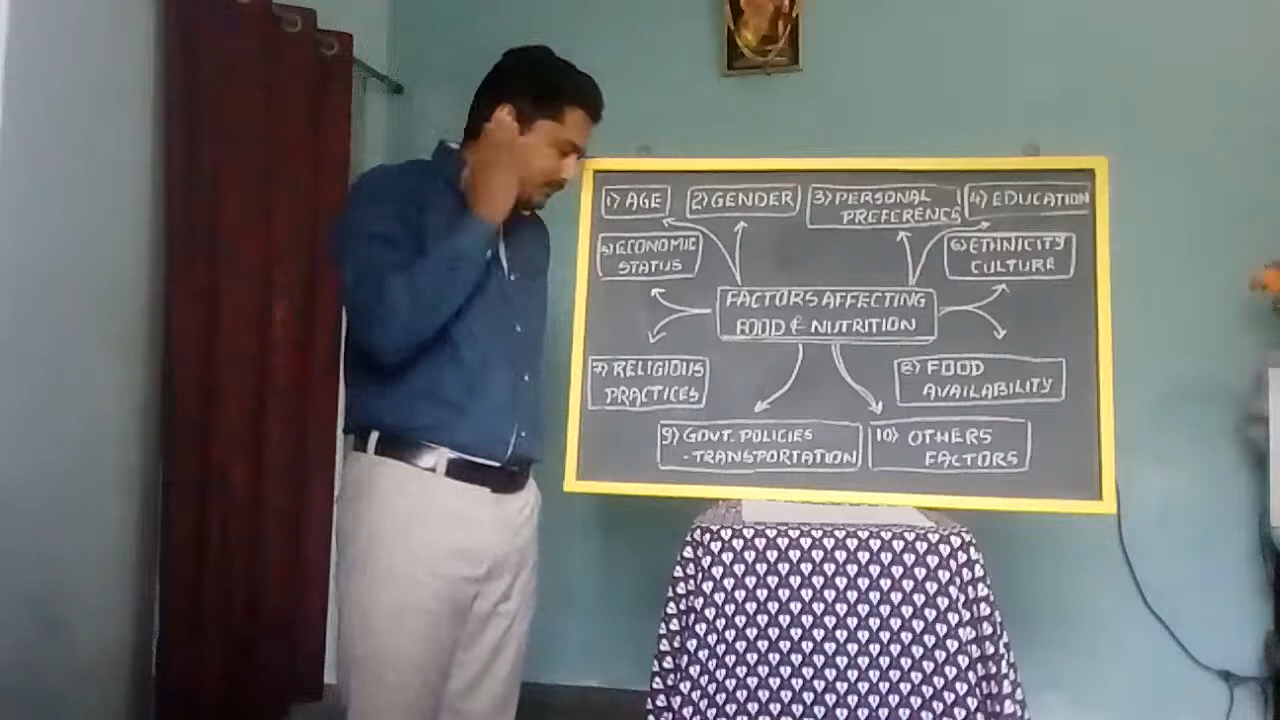 1) AGE
2) GENDER
3) PERSONAL
PREFERENCE
4) EDUCATION
5) ECONOMIC
STATUS
6) ETHNICITY
CULTURE
FACTORS AFFECTING
FOOD & NUTRITION
7) RELIGIOUS
PRACTICES
8) FOOD
AVAILABILITY
9) GOVT. POLICIES
-TRANSPORTATION
10) OTHERS
FACTORS